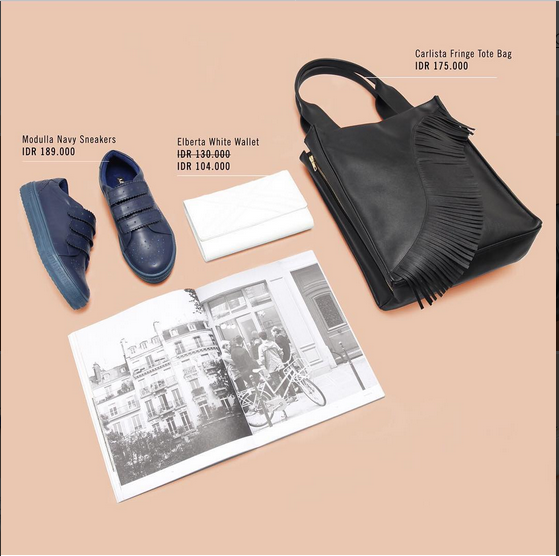 Carlista Fringe Tote Bag
IDR 175.000
Modulla Navy Sneakers
IDR 189.000
Elberta White Wallet
IDR 130.000
IDR 104.000